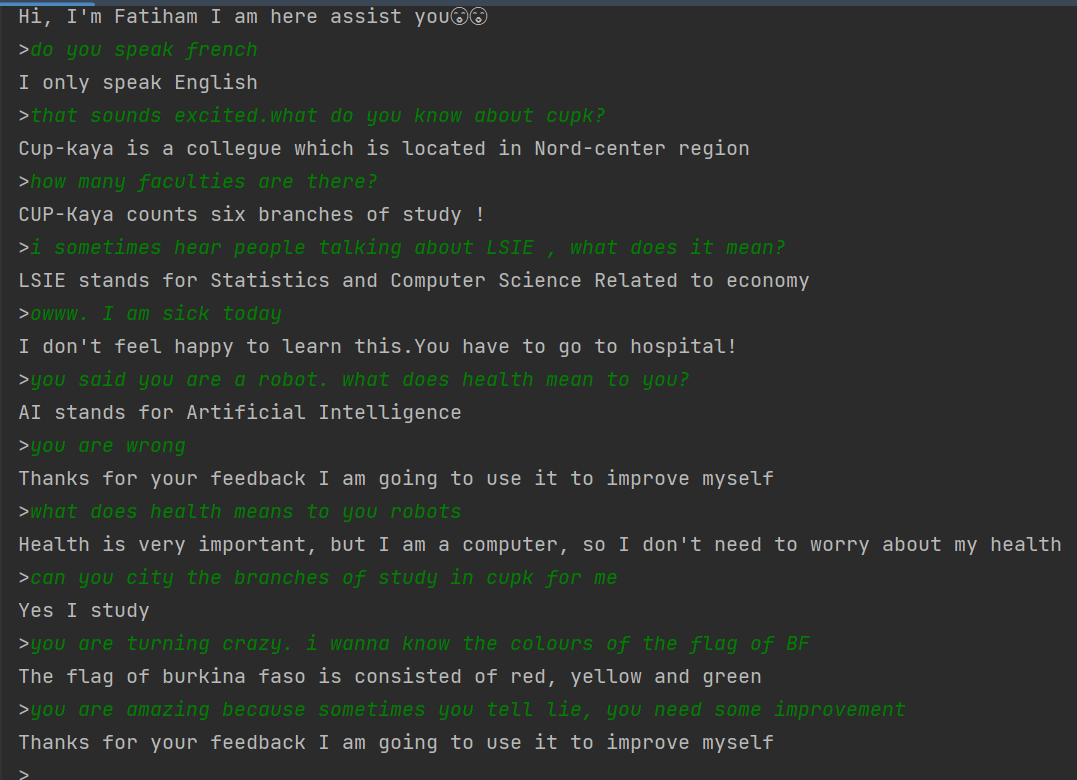 Hi, I'm Fatiham I am here assist you😲😲
>do you speak french
I only speak English
>that sounds excited.what do you know about cupk?
Cup-kaya is a collegue which is located in Nord-center region
>how many faculties are there?
CUP-Kaya counts six branches of study !
>i sometimes hear people talking about LSIE , what does it mean?
LSIE stands for Statistics and Computer Science Related to economy
>owww. I am sick today
I don't feel happy to learn this.You have to go to hospital!
>you said you are a robot. what does health mean to you?
AI stands for Artificial Intelligence
>you are wrong
Thanks for your feedback I am going to use it to improve myself
>what does health means to you robots
Health is very important, but I am a computer, so I don't need to worry about my health
>can you city the branches of study in cupk for me
Yes I study
>you are turning crazy. i wanna know the colours of the flag of BF
The flag of burkina faso is consisted of red, yellow and green
>you are amazing because sometimes you tell lie, you need some improvement
Thanks for your feedback I am going to use it to improve myself
>